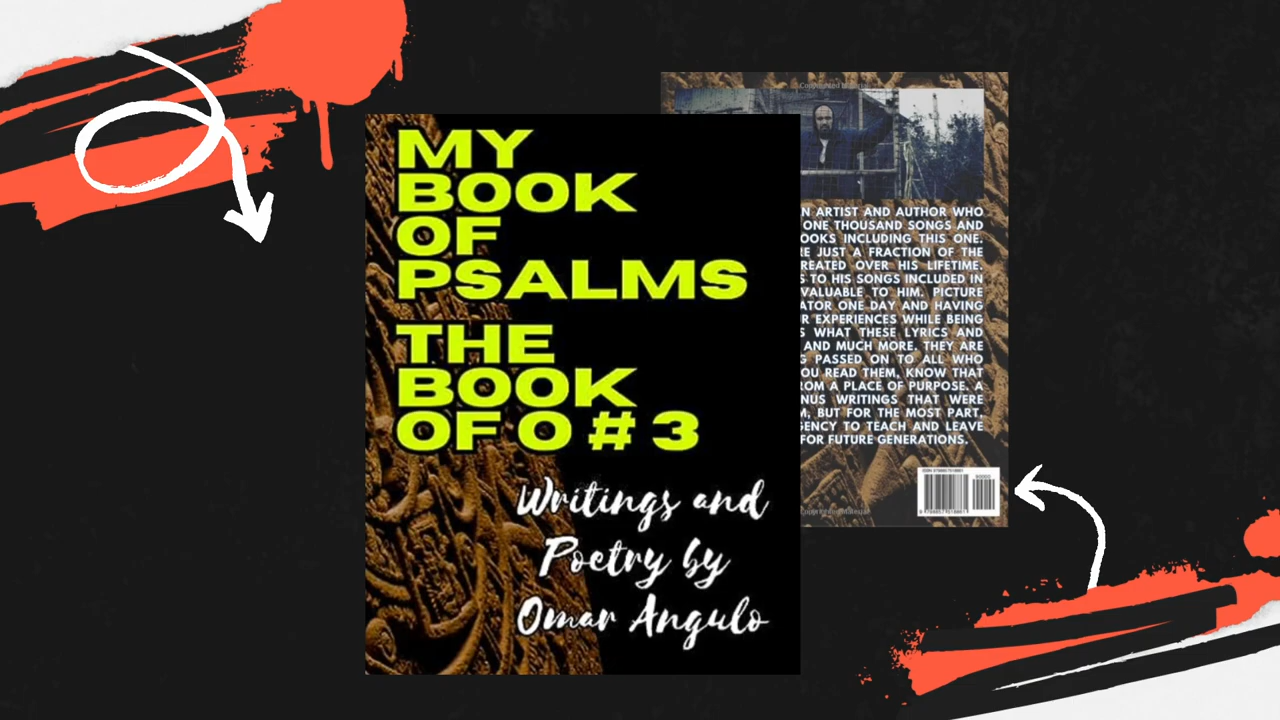 MY
BOOK
OF
PSALMS
THE
BOOK
OF O # 3
Writings and
Poetry by
Omar Angulo
N ARTIST AND AUTHOR WHO
ONE THOUSAND SONGS AND
OOKS INCLUDING THIS ONE.
RE JUST A FRACTION OF THE
REATED OVER HIS LIFETIME.
S TO HIS SONGS INCLUDED IN
VALUABLE TO HIM. PICTURE
ATOR ONE DAY AND HAVING
R EXPERIENCES WHILE BEING
S WHAT THESE LYRICS AND
AND MUCH MORE. THEY ARE
G PASSED ON TO ALL WHO
OU READ THEM, KNOW THAT
ROM A PLACE OF PURPOSE. A
NUS WRITINGS THAT WERE
M, BUT FOR THE MOST PART,
GENCY TO TEACH AND LEAVE
FOR FUTURE GENERATIONS.